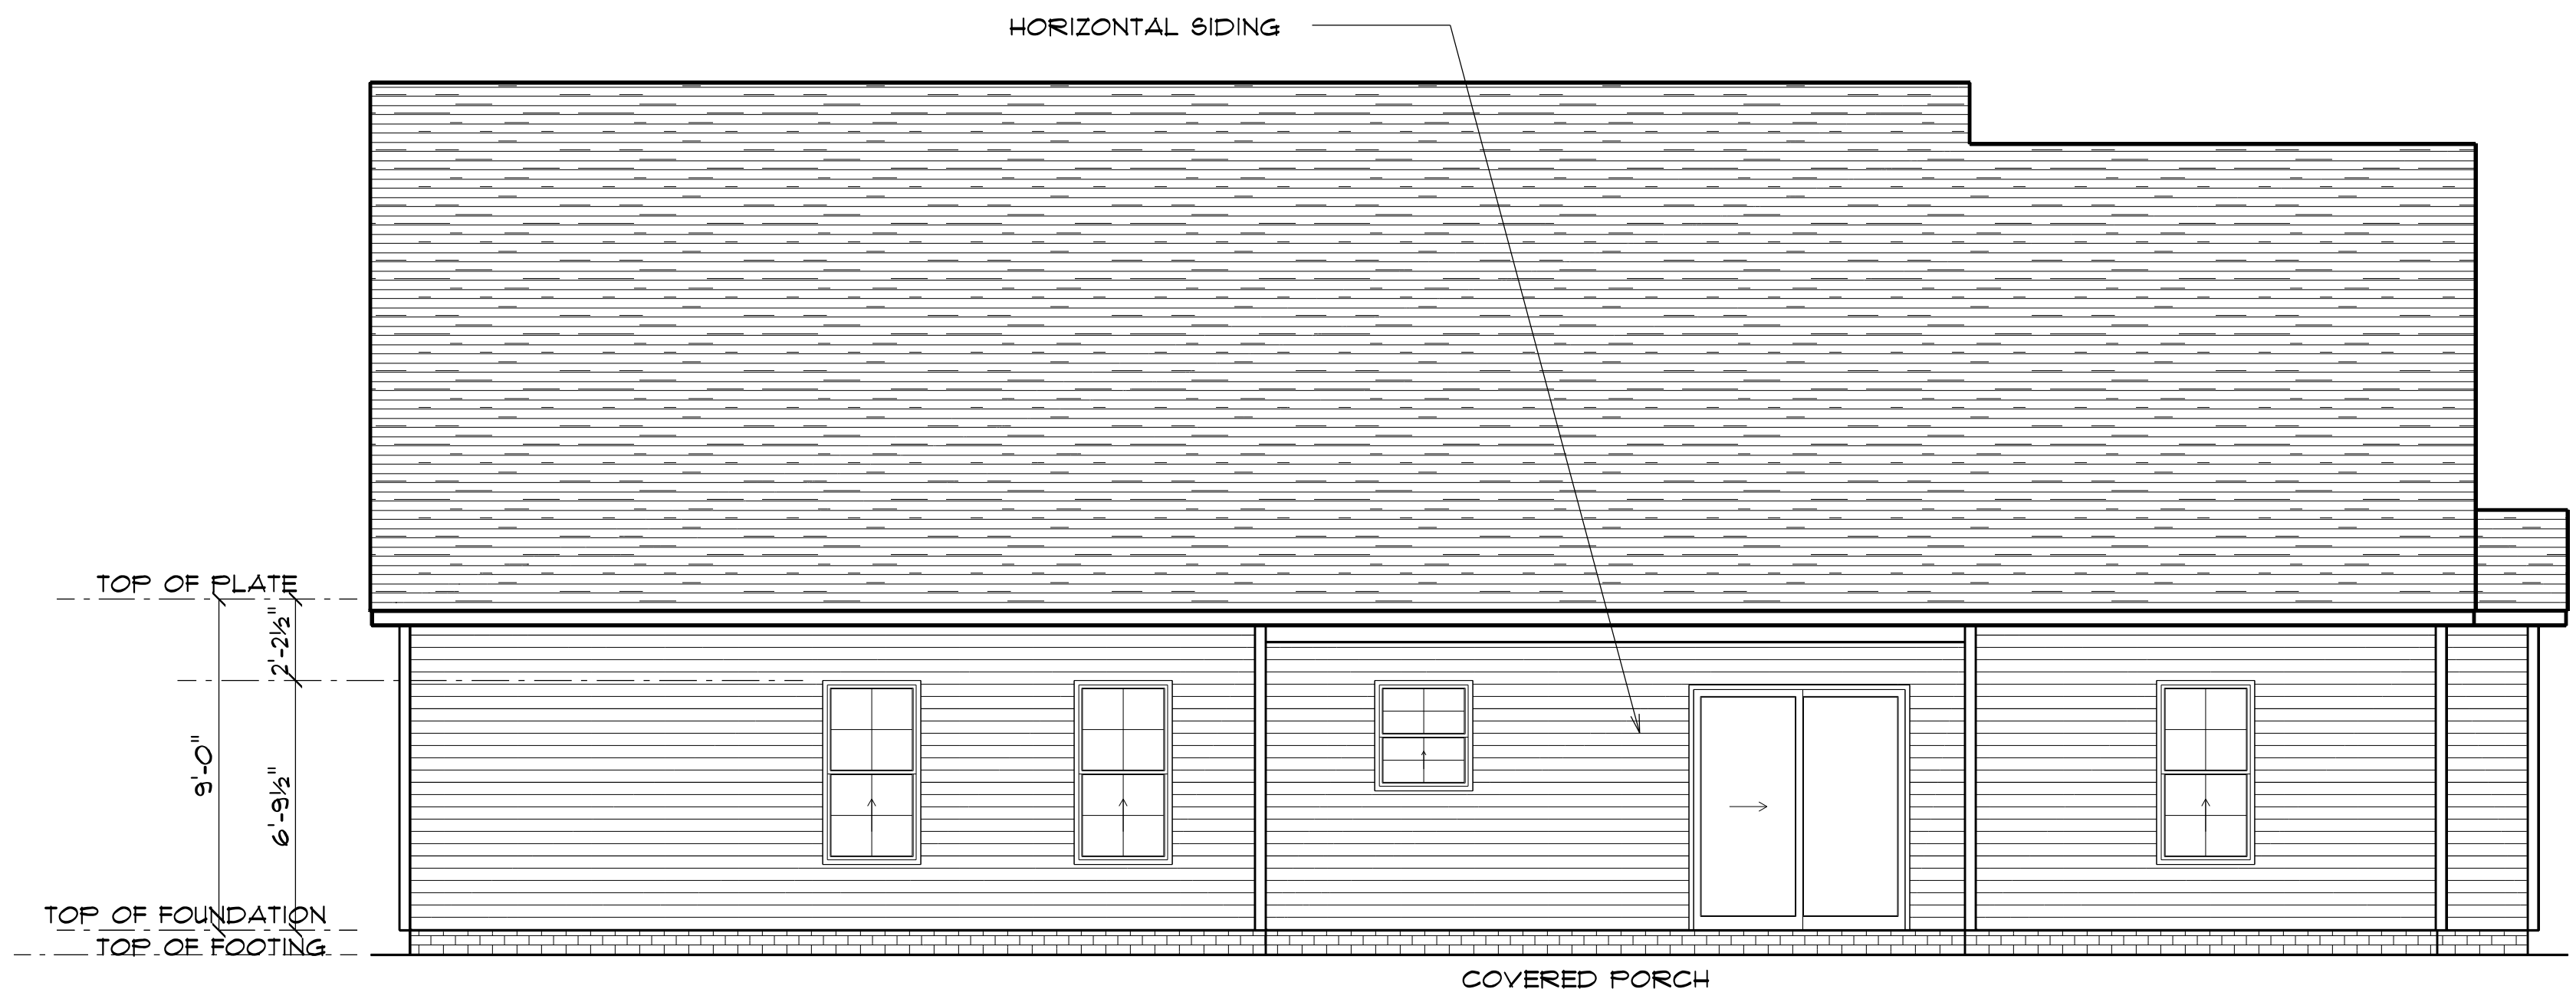 HORIZONTAL SIDING
TOP OF PLATE
2'-2½"
9'-0"
6'-9½"
TOP OF FOUNDATION
TOP OF FOOTING
COVERED PORCH